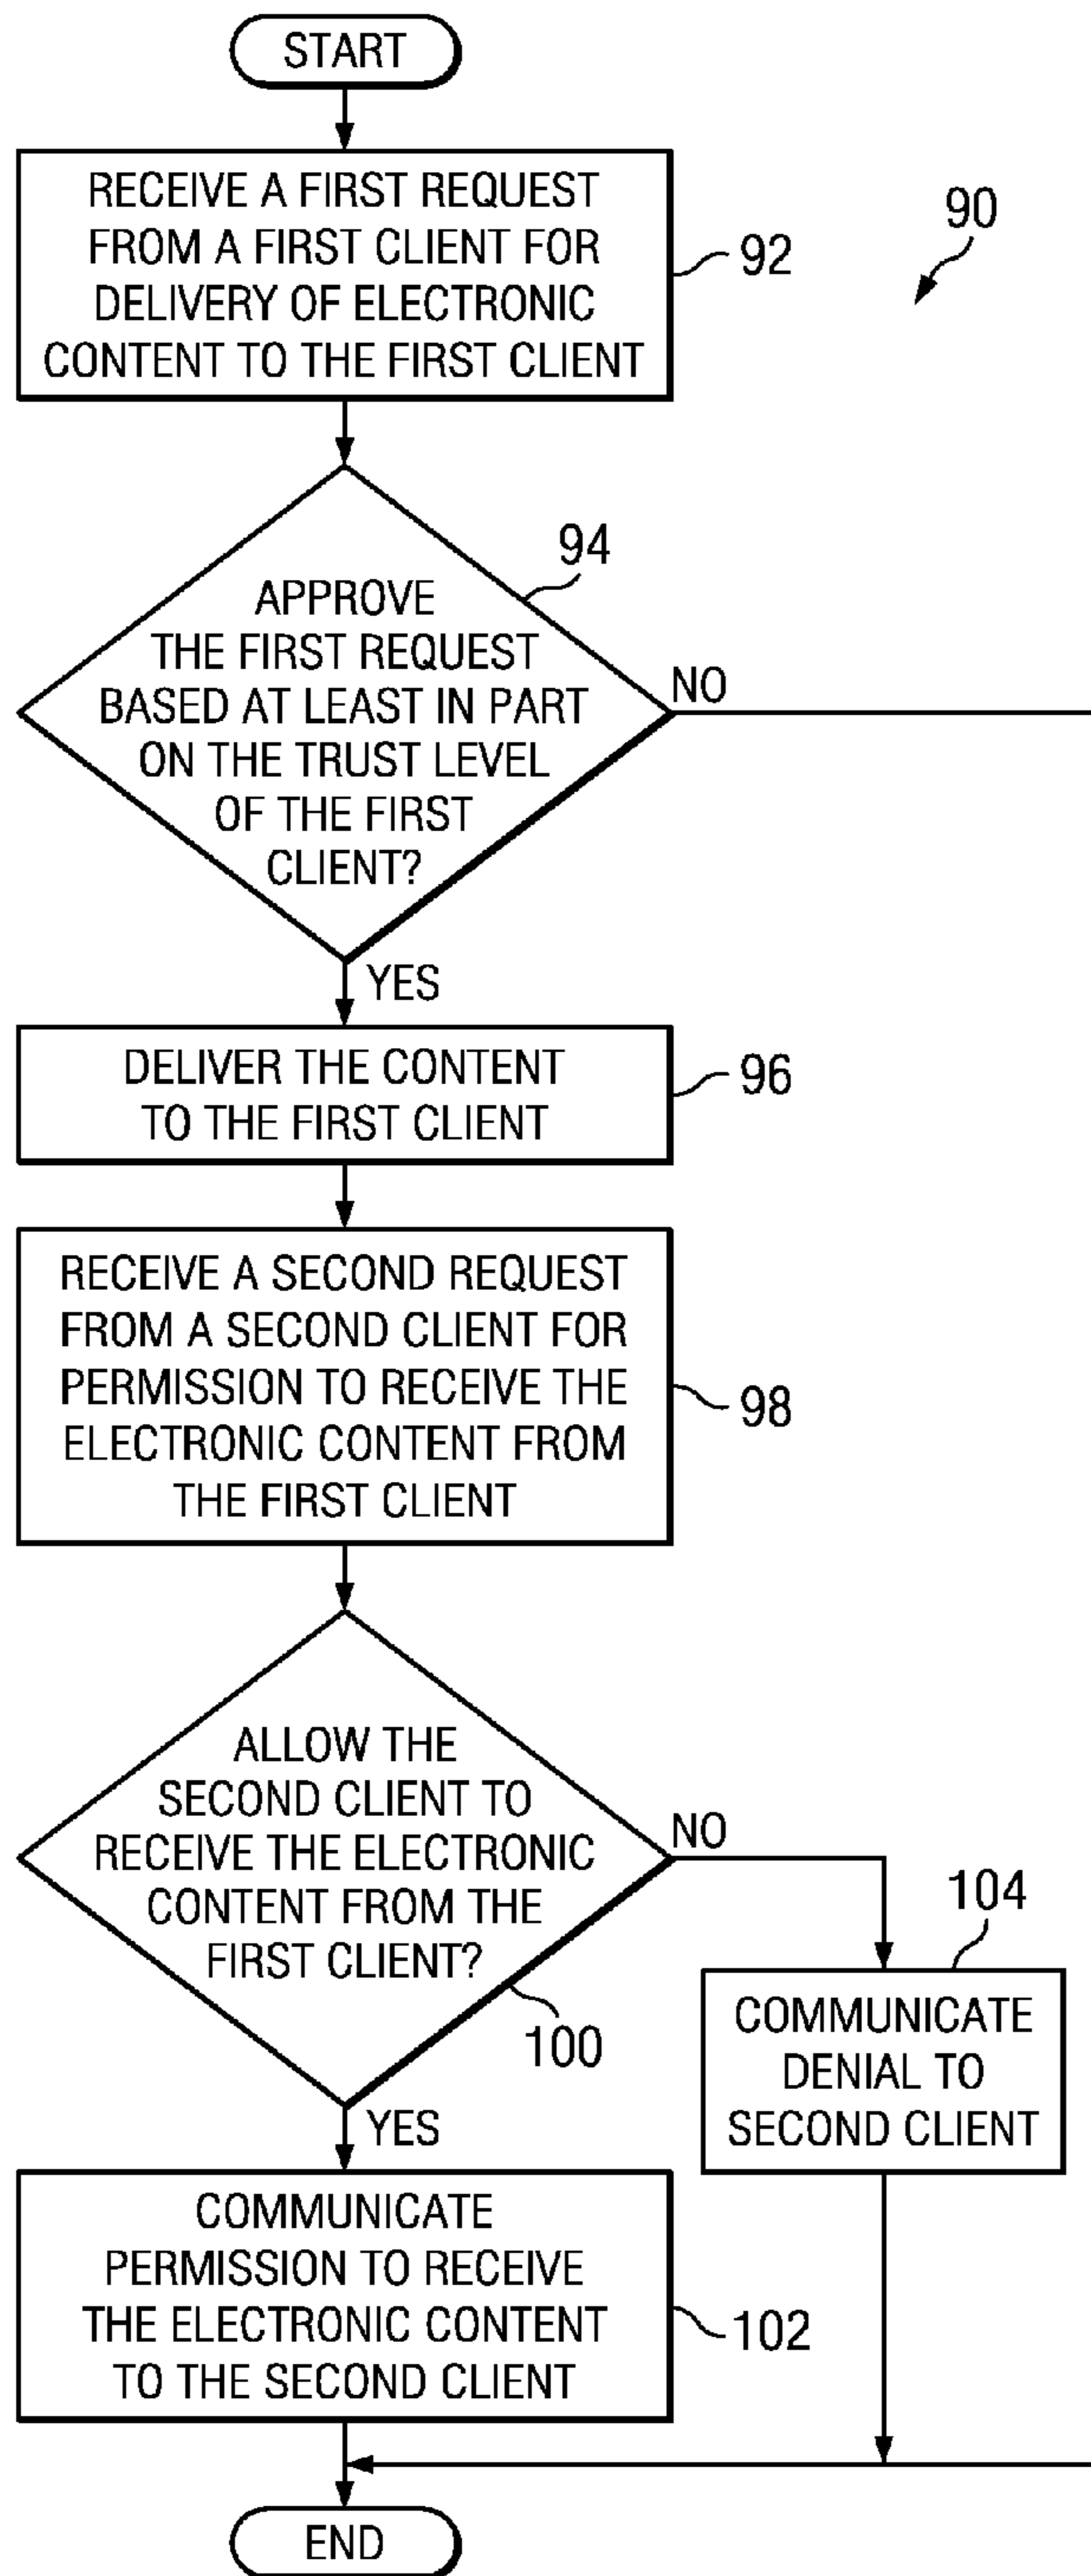 START
RECEIVE A FIRST REQUEST
FROM A FIRST CLIENT FOR
DELIVERY OF ELECTRONIC
CONTENT TO THE FIRST CLIENT
92
90
94
APPROVE
THE FIRST REQUEST
BASED AT LEAST IN PART
ON THE TRUST LEVEL
OF THE FIRST
CLIENT?
NO
YES
DELIVER THE CONTENT
TO THE FIRST CLIENT
96
RECEIVE A SECOND REQUEST
FROM A SECOND CLIENT FOR
PERMISSION TO RECEIVE THE
ELECTRONIC CONTENT FROM
THE FIRST CLIENT
98
ALLOW THE
SECOND CLIENT TO
RECEIVE THE ELECTRONIC
CONTENT FROM THE
FIRST CLIENT?
NO
100
YES
104
COMMUNICATE
DENIAL TO
SECOND CLIENT
COMMUNICATE
PERMISSION TO RECEIVE
THE ELECTRONIC CONTENT
TO THE SECOND CLIENT
102
END